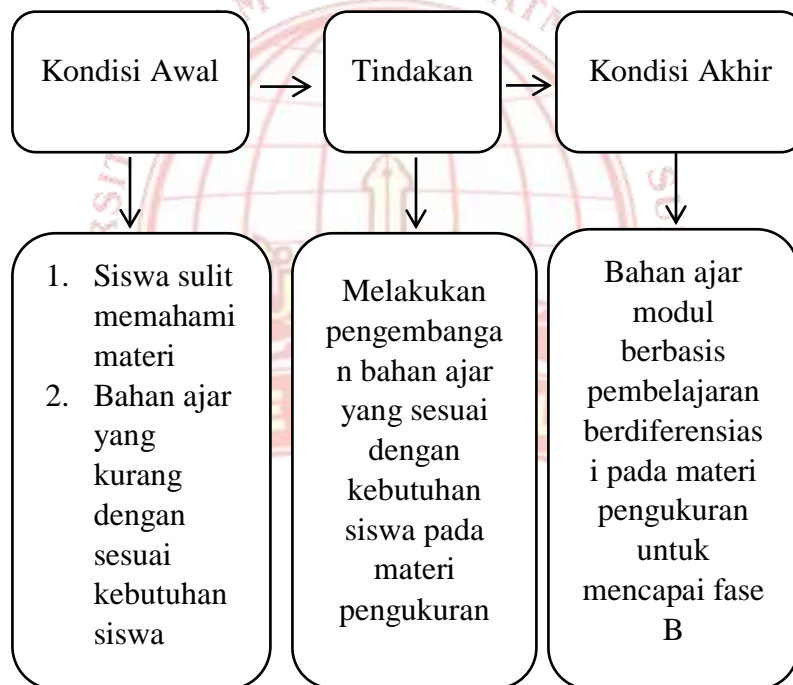 Kondisi Awal
Tindakan
Kondisi Akhir
1. Siswa sulit
memahami
materi
2. Bahan ajar
yang
kurang
dengan
sesuai
kebutuhan
siswa
Melakukan
pengembanga
n bahan ajar
yang sesuai
dengan
kebutuhan
siswa pada
materi
pengukuran
Bahan ajar
modul
berbasis
pembelajaran
berdiferensias
i pada materi
pengukuran
untuk
mencapai fase
B